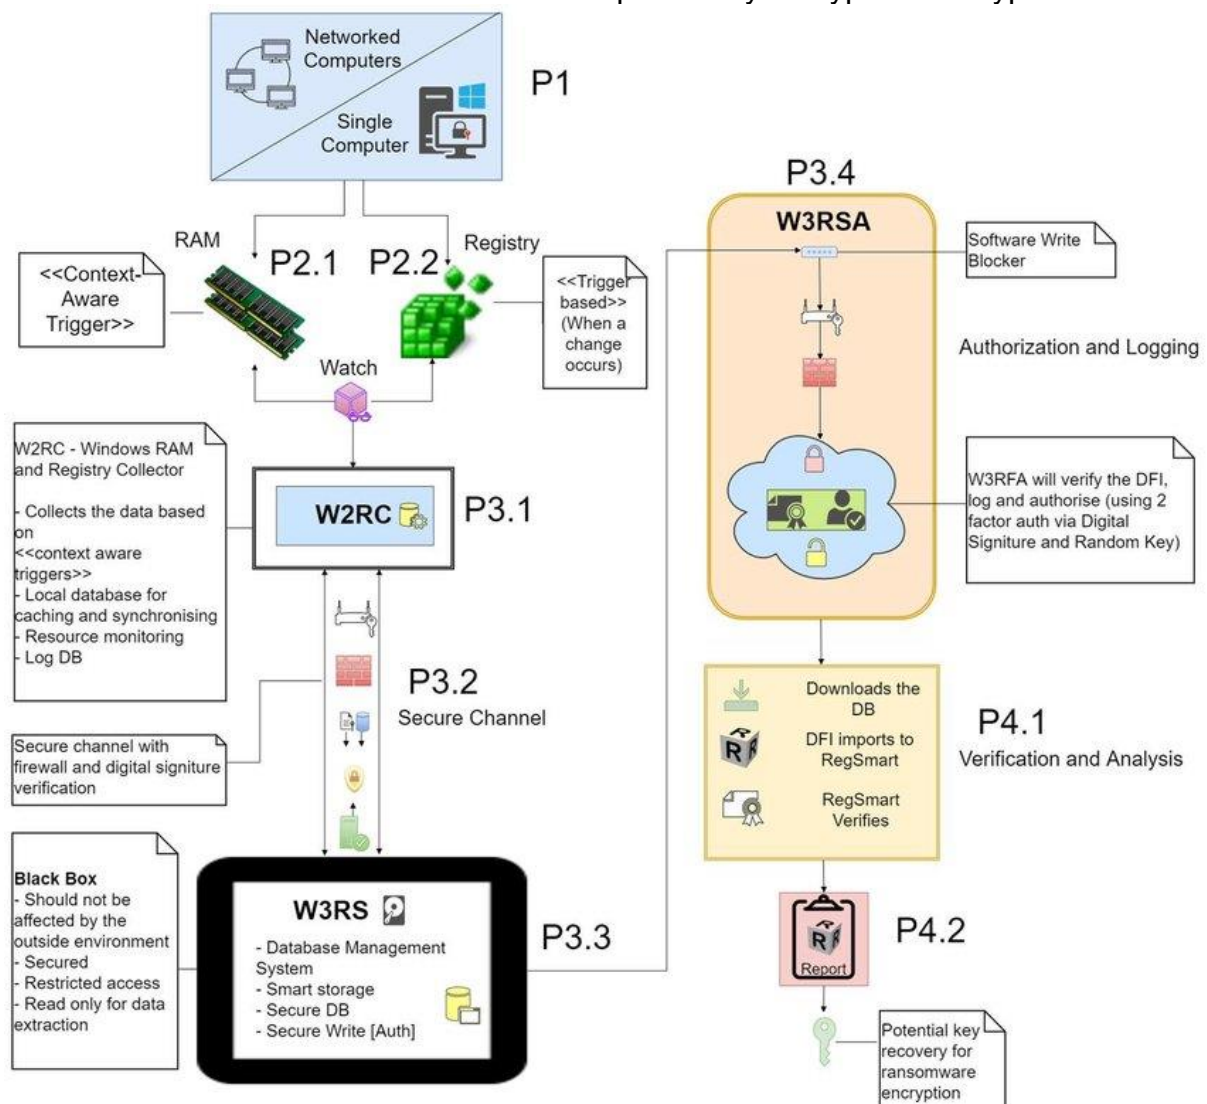 Networked
Computers
Single
Computer
P1
RAM
P2.1
P2.2
Registry
<<Context-
Aware
Trigger>>
<<Trigger
based>>
(When a
change
occurs)
Watch
W2RC - Windows RAM
and Registry Collector
- Collects the data based
on
<<context aware
triggers>>
- Local database for
caching and synchronising
- Resource monitoring
- Log DB
W2RC
P3.1
P3.2
Secure Channel
Secure channel with
firewall and digital signiture
verification
Black Box
- Should not be
affected by the
outside environment
- Secured
- Restricted access
- Read only for data
extraction
W3RS
- Database Management
System
- Smart storage
- Secure DB
- Secure Write [Auth]
P3.3
P3.4
W3RSA
Software Write
Blocker
Authorization and Logging
W3RFA will verify the DFI,
log and authorise (using 2
factor auth via Digital
Signiture and Random Key)
Downloads the
DB
DFI imports to
RegSmart
RegSmart
Verifies
P4.1
Verification and Analysis
R
R
R
P4.2
R
R
R
Report
Potential key
recovery for
ransomware
encryption